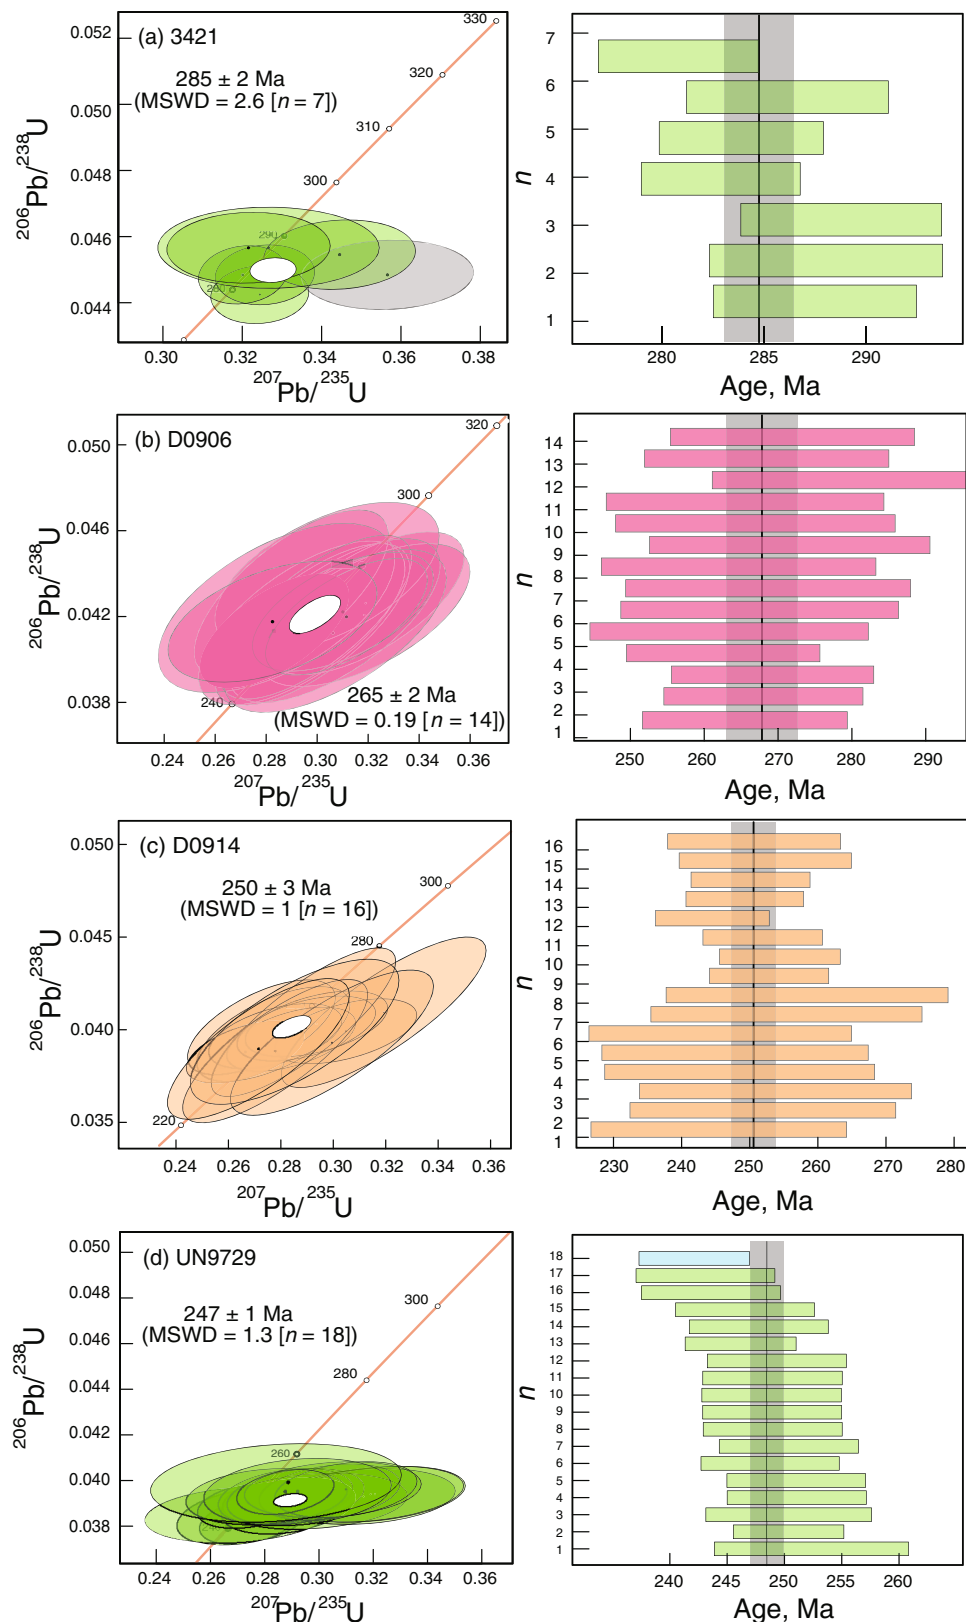 (a) 3421
285 ± 2 Ma
(MSWD = 2.6 [n = 7])
0.052
0.050
0.048
0.046
0.044
206Pb/238U
330
320
310
300
290
280
0.30 0.32 0.34 0.36 0.38
207Pb/235U
7
6
5
4
3
2
1
n
280 285 290
Age, Ma
(b) D0906
265 ± 2 Ma
(MSWD = 0.19 [n = 14])
0.050
0.046
0.042
0.038
206Pb/238U
320
300
240
0.24 0.26 0.28 0.30 0.32 0.34 0.36
207Pb/235U
14
13
12
11
10
9
8
7
6
5
4
3
2
1
n
250 260 270 280 290
Age, Ma
(c) D0914
250 ± 3 Ma
(MSWD = 1 [n = 16])
0.050
0.045
0.040
0.035
206Pb/238U
300
280
220
0.24 0.26 0.28 0.30 0.32 0.34 0.36
207Pb/235U
16
15
14
13
12
11
10
9
8
7
6
5
4
3
2
1
n
230 240 250 260 270 280
Age, Ma
(d) UN9729
247 ± 1 Ma
(MSWD = 1.3 [n = 18])
0.050
0.048
0.046
0.044
0.042
0.040
0.038
206Pb/238U
300
280
260
240
0.24 0.26 0.28 0.30 0.32 0.34 0.36
207Pb/235U
18
17
16
15
14
13
12
11
10
9
8
7
6
5
4
3
2
1
n
240 245 250 255 260
Age, Ma